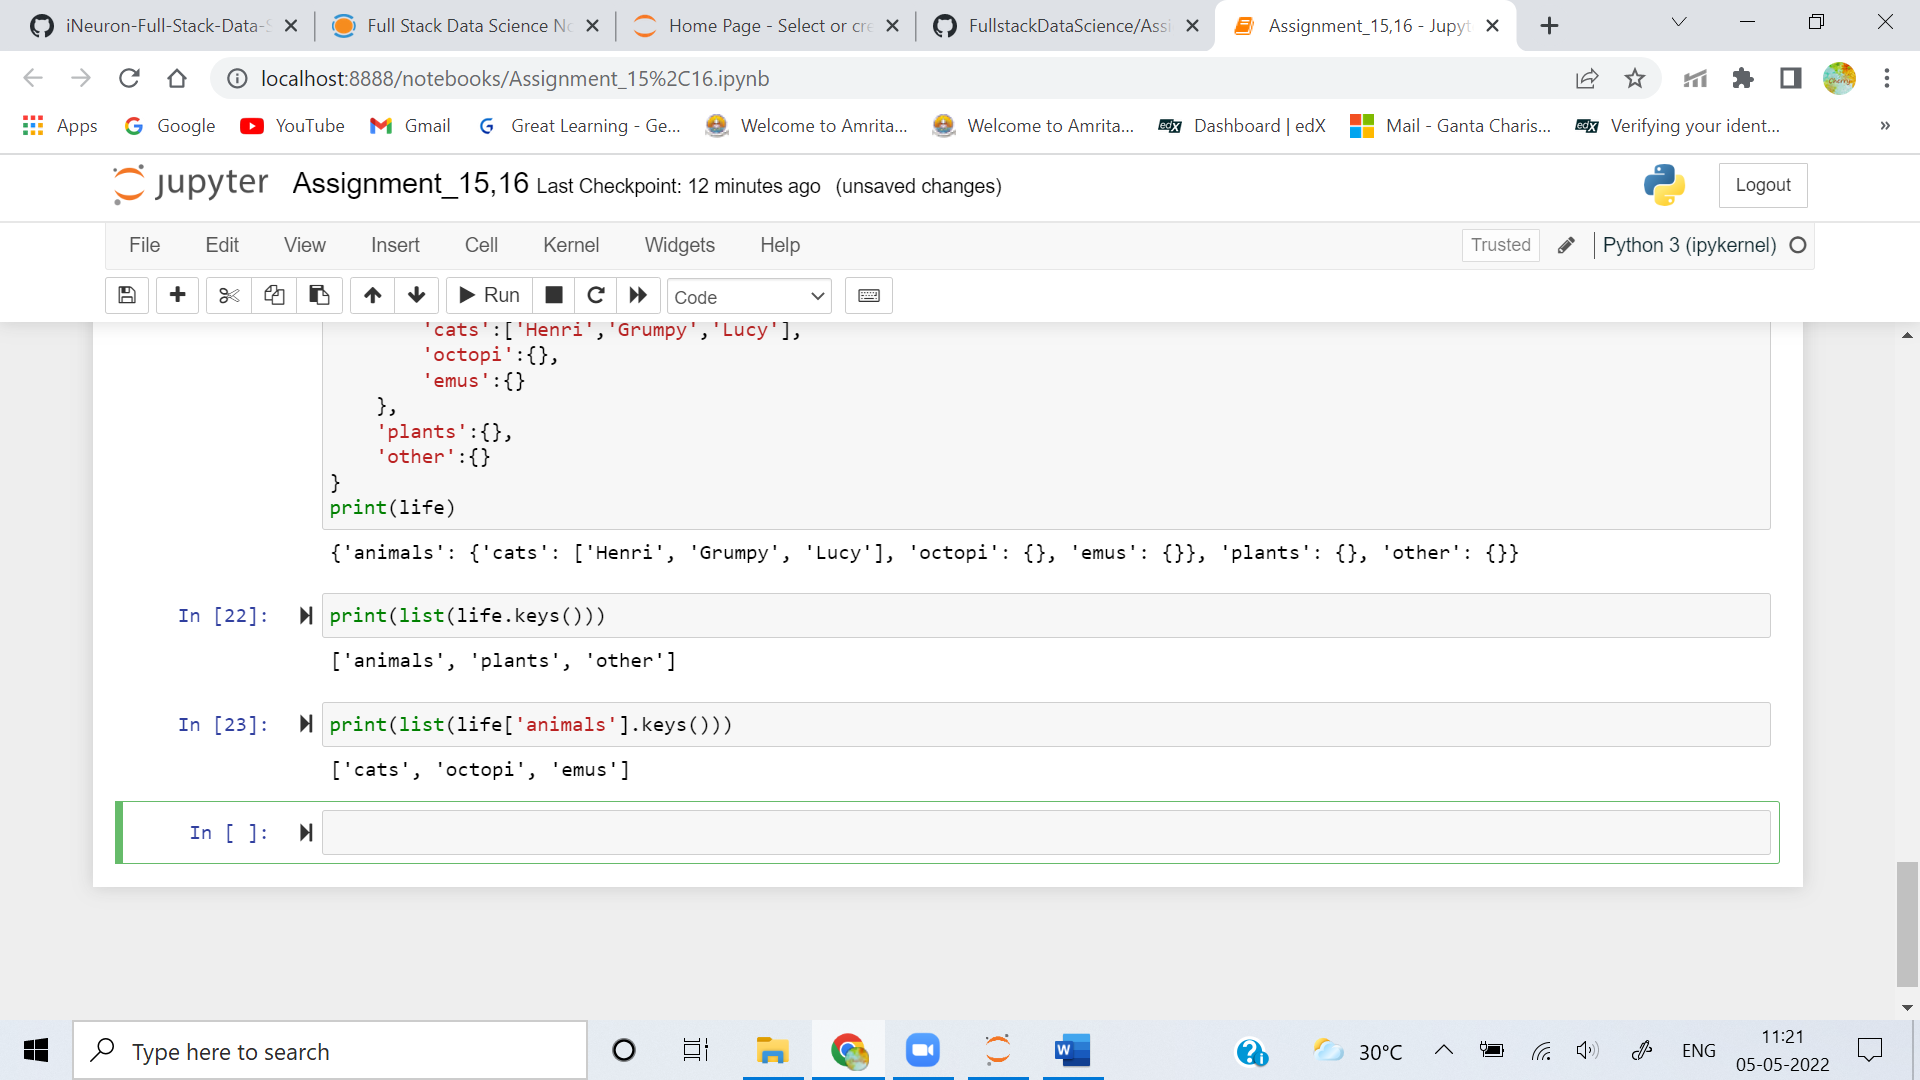 iNeuron-Full-Stack-Data-S
Full Stack Data Science No
Home Page - Select or cre
FullstackDataScience/Assi
Assignment_15,16 - Jupyt
localhost:8888/notebooks/Assignment_15%2C16.ipynb
Apps
Google
YouTube
Gmail
Great Learning - Ge...
Welcome to Amrita...
Welcome to Amrita...
edX Dashboard | edX
Mail - Ganta Charis...
edX Verifying your ident...
»
jupyter Assignment_15,16 Last Checkpoint: 12 minutes ago (unsaved changes)
Logout
File Edit View Insert Cell Kernel Widgets Help
Trusted
Python 3 (ipykernel)
Run
Code
'cats':['Henri','Grumpy','Lucy'],
'octopi':{},
'emus':{}
},
'plants':{},
'other':{}
}
print(life)
{'animals': {'cats': ['Henri', 'Grumpy', 'Lucy'], 'octopi': {}, 'emus': {}}, 'plants': {}, 'other': {}}
In [22]: print(list(life.keys()))
['animals', 'plants', 'other']
In [23]: print(list(life['animals'].keys()))
['cats', 'octopi', 'emus']
In [ ]:
Type here to search
30°C
ENG
11:21
05-05-2022